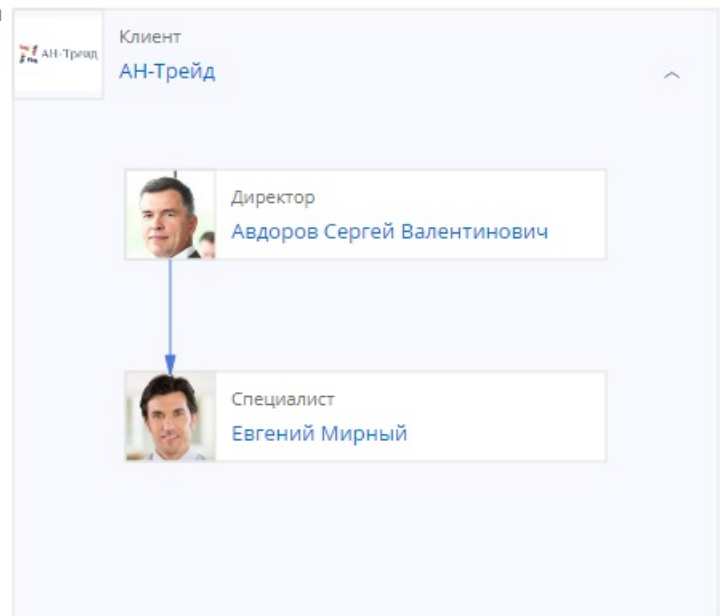 АН-Трейд
Клиент
АН-Трейд
Директор
Авдоров Сергей Валентинович
Специалист
Евгений Мирный